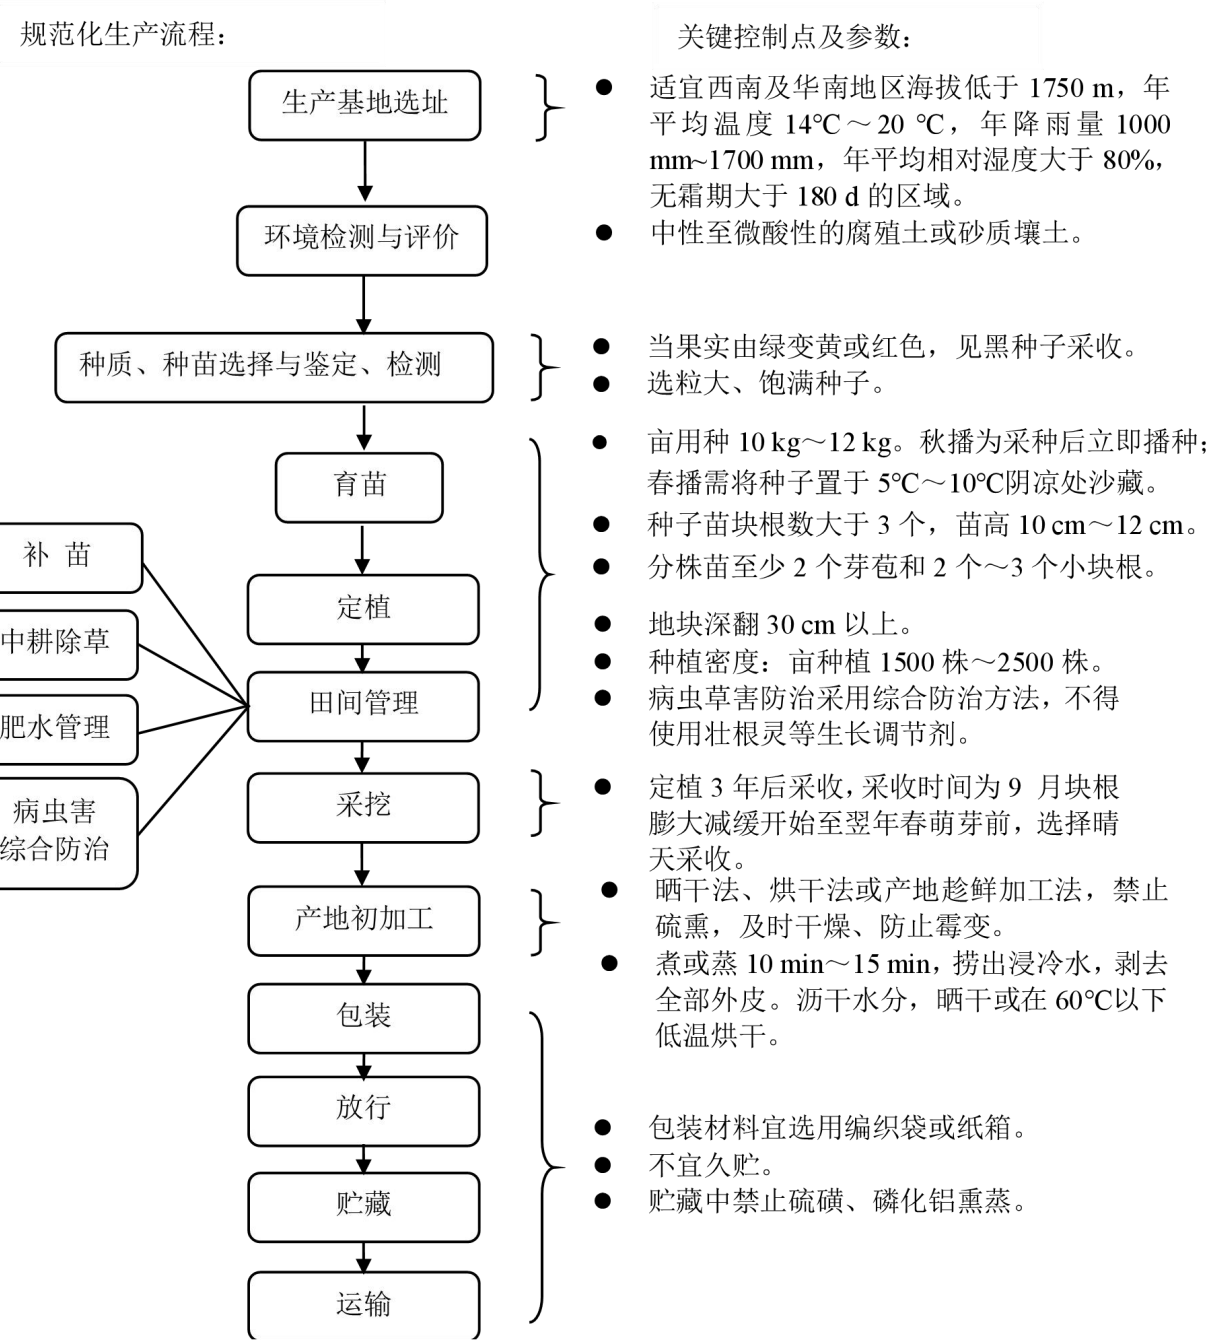 规范化生产流程：
关键控制点及参数：
生产基地选址
● 适宜西南及华南地区海拔低于 1750 m，年
平均温度 14℃～20 ℃，年降雨量 1000
mm~1700 mm，年平均相对湿度大于 80%，
无霜期大于 180 d 的区域。
环境检测与评价
● 中性至微酸性的腐殖土或砂质壤土。
种质、种苗选择与鉴定、检测
● 当果实由绿变黄或红色，见黑种子采收。
● 选粒大、饱满种子。
育苗
● 亩用种 10 kg～12 kg。秋播为采种后立即播种；
春播需将种子置于 5℃～10℃阴凉处沙藏。
● 种子苗块根数大于 3 个，苗高 10 cm～12 cm。
● 分株苗至少 2 个芽苞和 2 个～3 个小块根。
补 苗
中耕除草
肥水管理
病虫害
综合防治
定植
田间管理
● 地块深翻 30 cm 以上。
● 种植密度：亩种植 1500 株～2500 株。
● 病虫草害防治采用综合防治方法，不得
使用壮根灵等生长调节剂。
采挖
● 定植 3 年后采收，采收时间为 9 月块根
膨大减缓开始至翌年春萌芽前，选择晴
天采收。
产地初加工
● 晒干法、烘干法或产地趁鲜加工法，禁止
硫熏，及时干燥、防止霉变。
● 煮或蒸 10 min～15 min，捞出浸冷水，剥去
全部外皮。沥干水分，晒干或在 60℃以下
低温烘干。
包装
放行
贮藏
运输
● 包装材料宜选用编织袋或纸箱。
● 不宜久贮。
● 贮藏中禁止硫磺、磷化铝熏蒸。